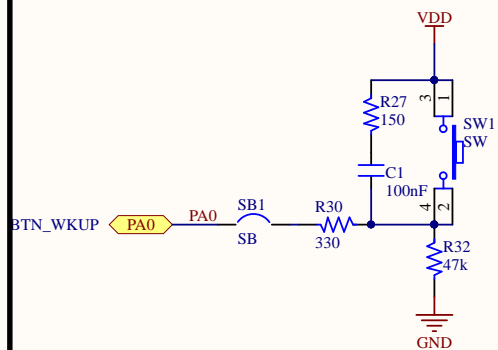 VDD
R27
150
3
1
SW1
SW
C1
100nF
4
2
BTN_WKUP
PA0
PA0
SB1
SB
R30
330
R32
47k
GND